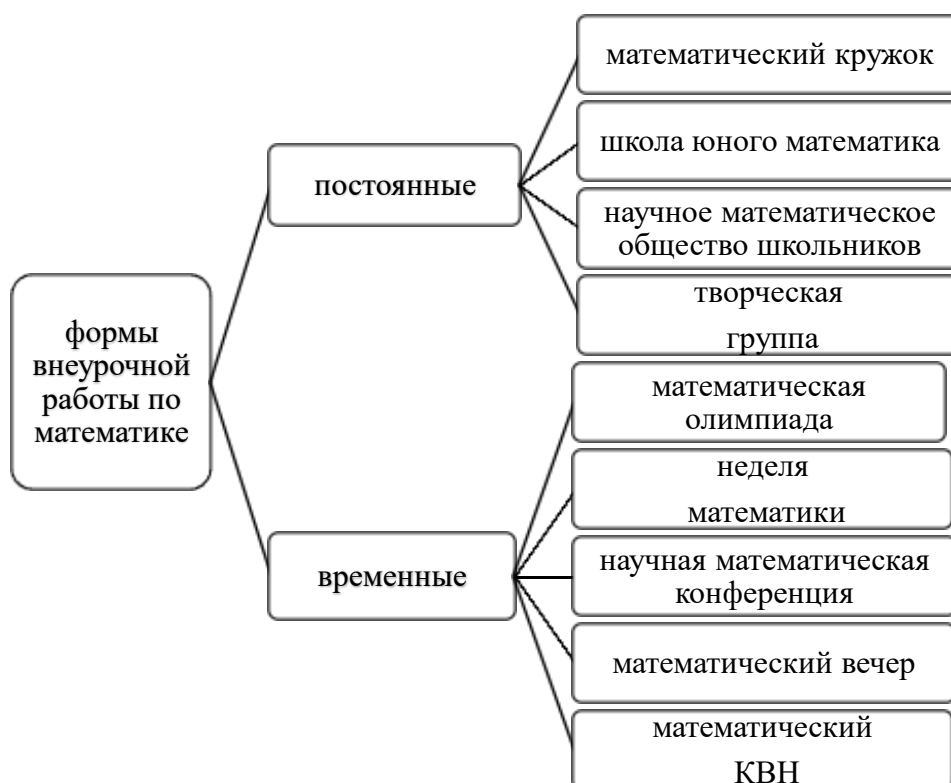 формы
внеурочной
работы по
математике
постоянные
математический кружок
школа юного математика
научное математическое
общество школьников
творческая
группа
временные
математическая
олимпиада
неделя
математики
научная математическая
конференция
математический вечер
математический
КВН